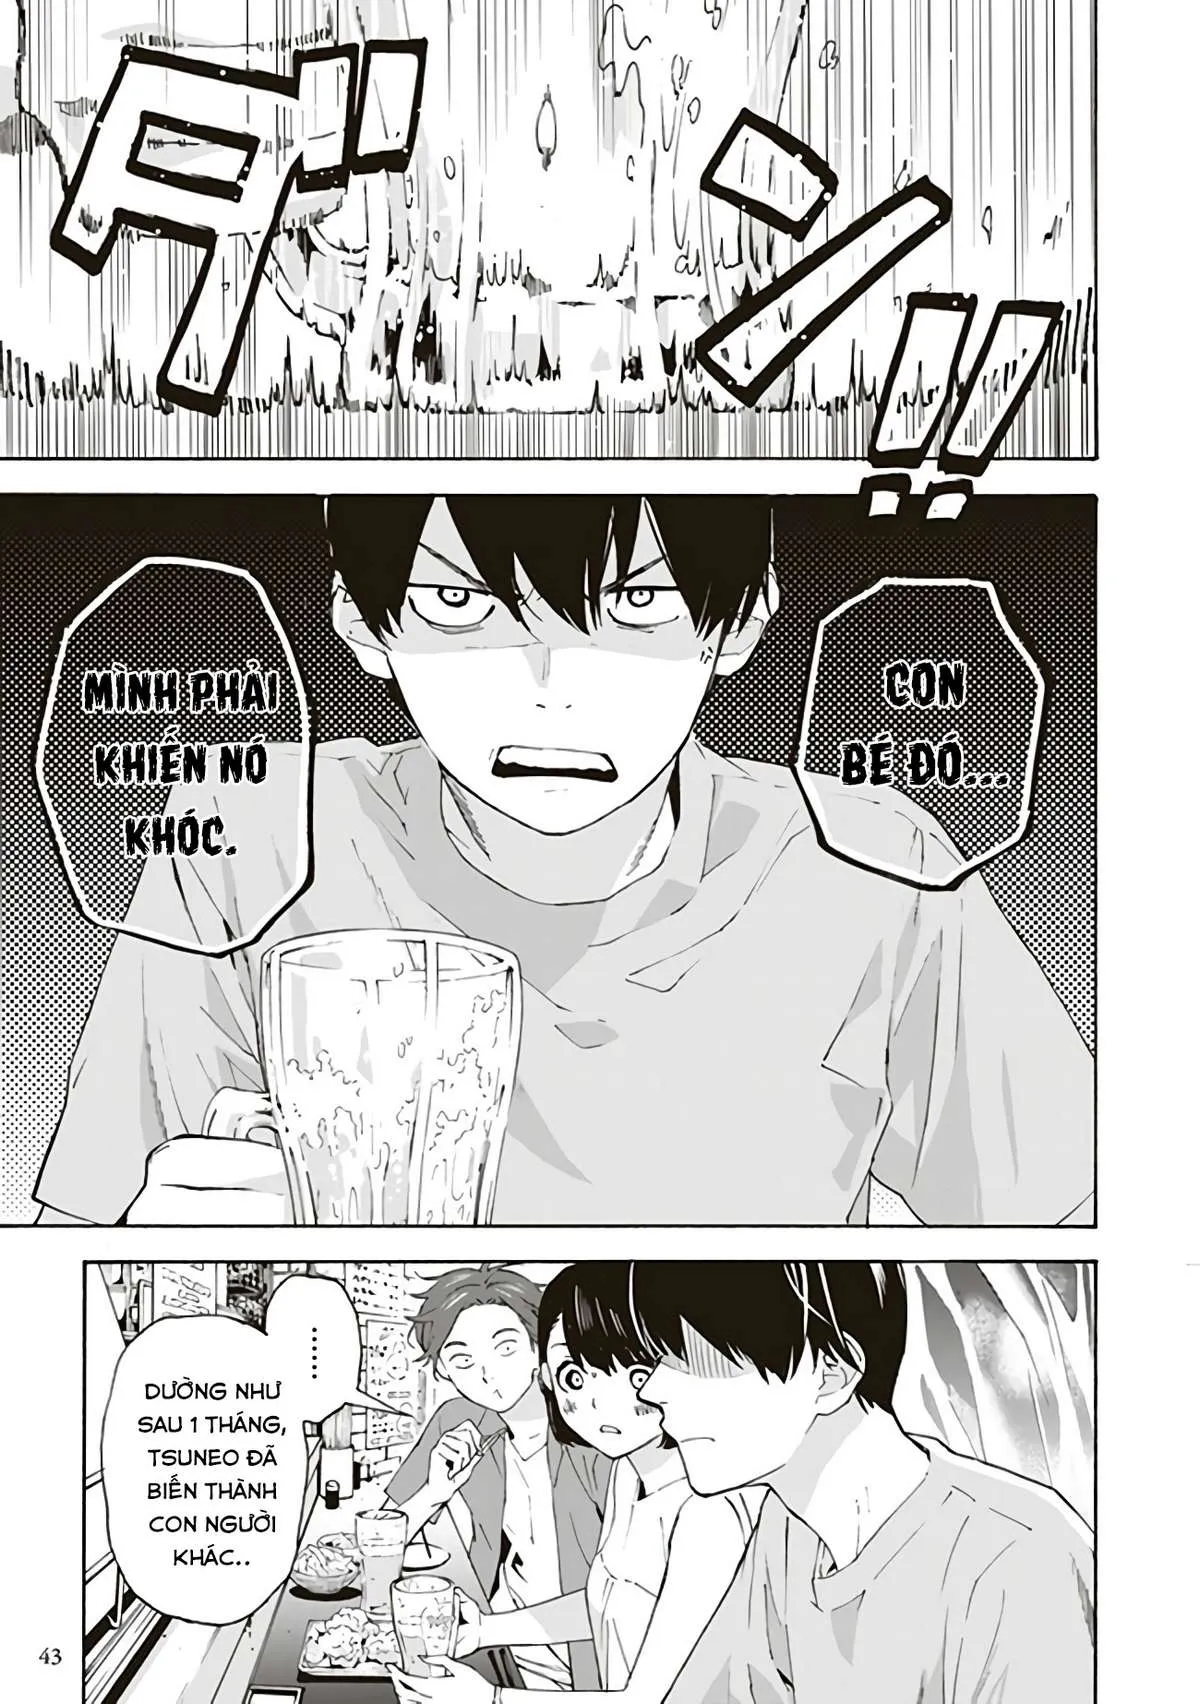 ダン!!
CON
BÉ ĐÓ...
MÌNH PHẢI
KHIẾN NÓ
KHÓC.
......
DƯỜNG NHƯ
SAU 1 THÁNG,
TSUNEO ĐÃ
BIẾN THÀNH
CON NGƯỜI
KHÁC..
43